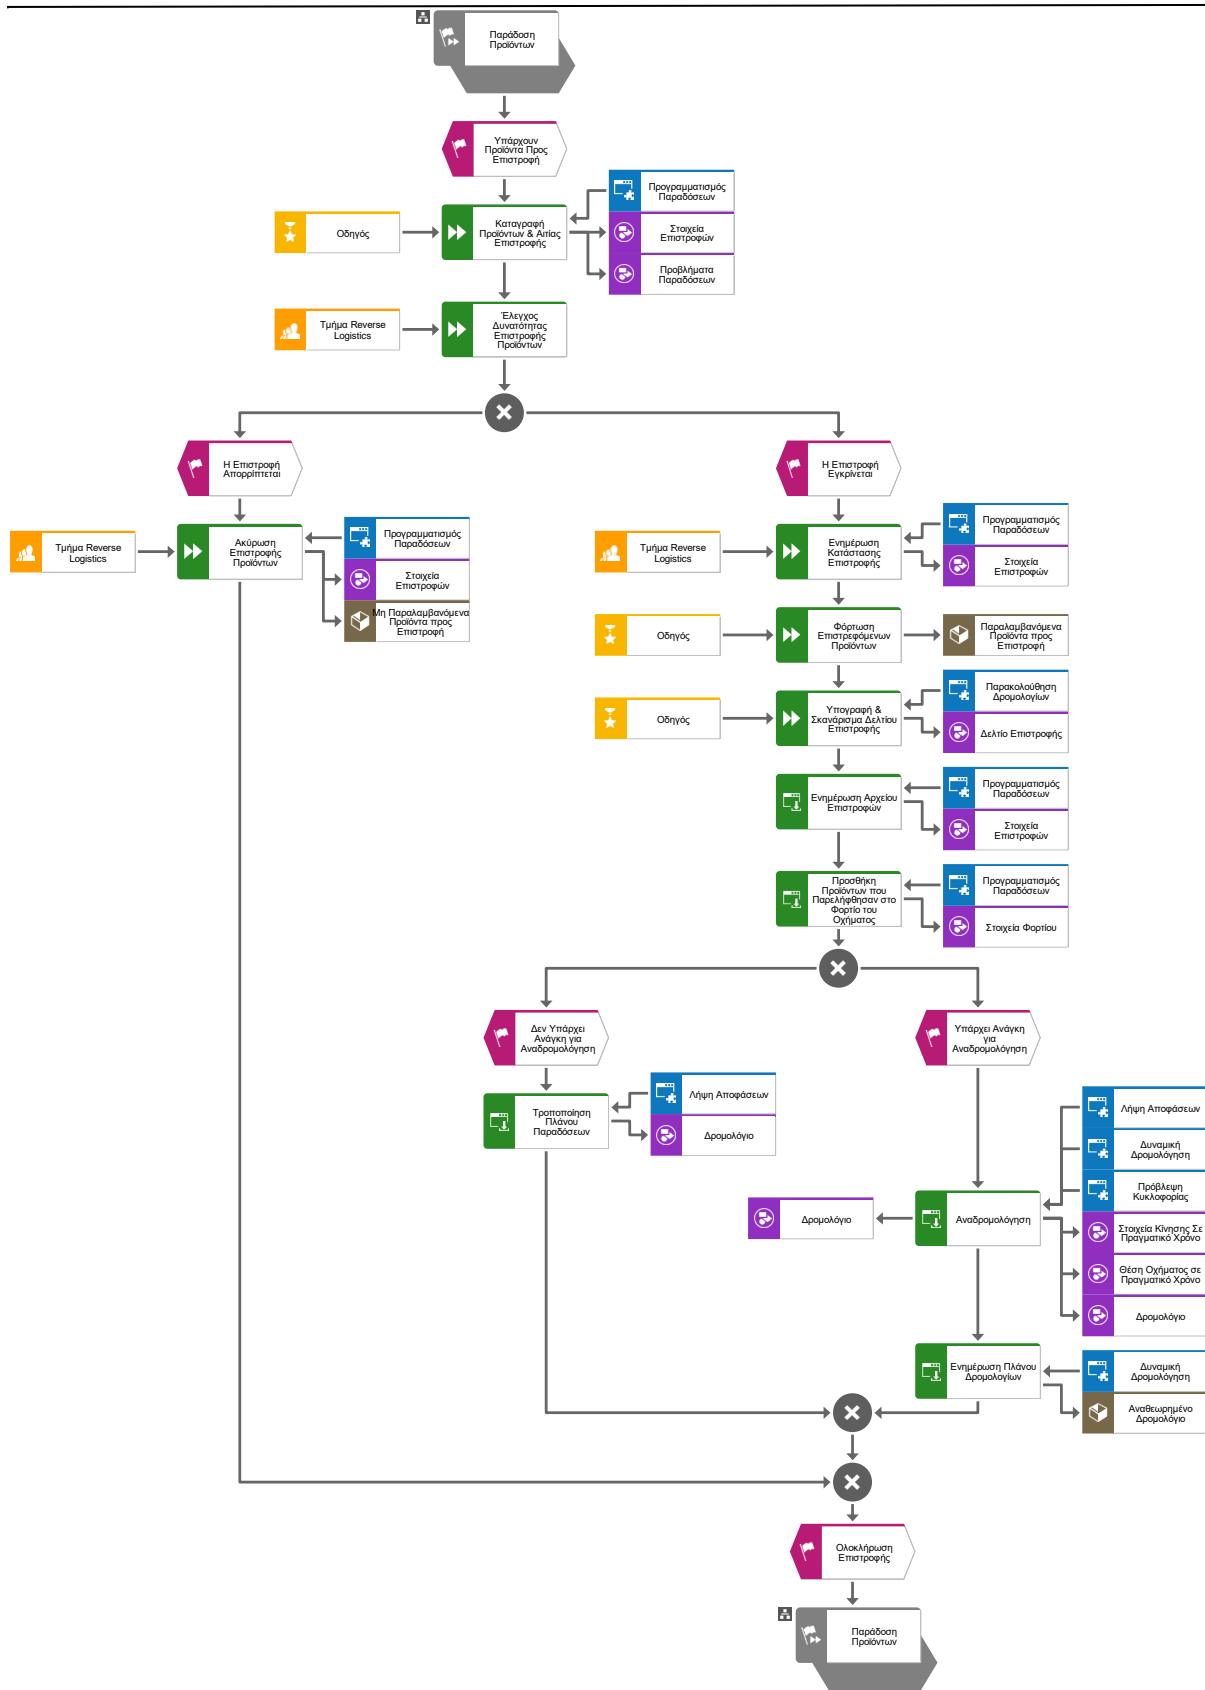 Παράδοση
Προϊόντων
Υπάρχουν
Προϊόντα Προς
Επιστροφή
Προγραμματισμός
Παραδόσεων
Οδηγός
Καταγραφή
Προϊόντων & Αιτίας
Επιστροφής
Στοιχεία
Επιστροφών
Προβλήματα
Παραδόσεων
Τμήμα Reverse
Logistics
Έλεγχος
Δυνατότητας
Επιστροφής
Προϊόντων
Η Επιστροφή
Απορρίπτεται
Η Επιστροφή
Εγκρίνεται
Τμήμα Reverse
Logistics
Ακύρωση
Επιστροφής
Προϊόντων
Προγραμματισμός
Παραδόσεων
Στοιχεία
Επιστροφών
Μη Παραλαμβανόμενα
Προϊόντα προς
Επιστροφή
Τμήμα Reverse
Logistics
Ενημέρωση
Κατάστασης
Επιστροφής
Προγραμματισμός
Παραδόσεων
Στοιχεία
Επιστροφών
Οδηγός
Φόρτωση
Επιστρεφόμενων
Προϊόντων
Παραλαμβανόμενα
Προϊόντα προς
Επιστροφή
Οδηγός
Υπογραφή &
Σκανάρισμα Δελτίου
Επιστροφής
Παρακολούθηση
Δρομολογίων
Δελτίο Επιστροφής
Ενημέρωση Αρχείου
Επιστροφών
Προγραμματισμός
Παραδόσεων
Στοιχεία
Επιστροφών
Προσθήκη
Προϊόντων που
Παρελήφθησαν στο
Φορτίο του
Οχήματος
Προγραμματισμός
Παραδόσεων
Στοιχεία Φορτίου
Δεν Υπάρχει
Ανάγκη για
Αναδρομολόγηση
Υπάρχει Ανάγκη
για
Αναδρομολόγηση
Τροποποίηση
Πλάνου
Παραδόσεων
Λήψη Αποφάσεων
Δρομολόγιο
Λήψη Αποφάσεων
Δυναμική
Δρομολόγηση
Πρόβλεψη
Κυκλοφορίας
Δρομολόγιο
Αναδρομολόγηση
Στοιχεία Κίνησης Σε
Πραγματικό Χρόνο
Θέση Οχήματος σε
Πραγματικό Χρόνο
Δρομολόγιο
Ενημέρωση Πλάνου
Δρομολογίων
Δυναμική
Δρομολόγηση
Αναθεωρημένο
Δρομολόγιο
Ολοκλήρωση
Επιστροφής
Παράδοση
Προϊόντων